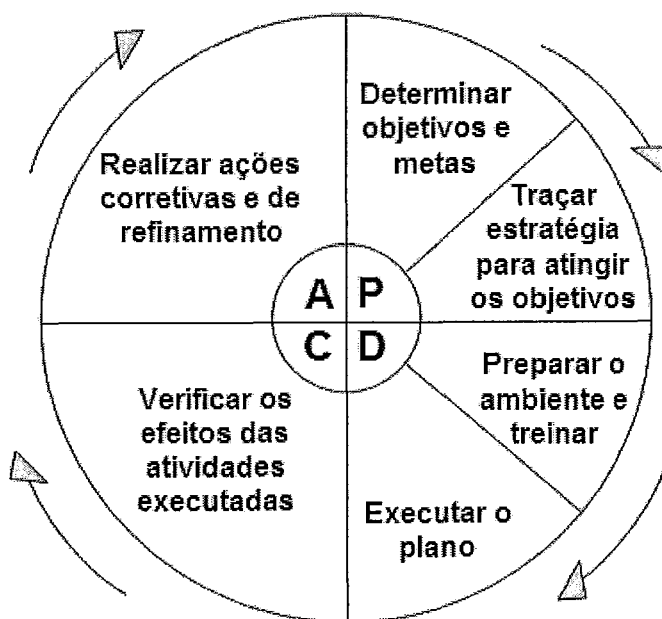 Determinar
objetivos e
metas
Traçar
estratégia
para atingir
os objetivos
Preparar o
ambiente e
treinar
Executar o
plano
Verificar os
efeitos das
atividades
executadas
Realizar ações
corretivas e de
refinamento
A P
C D